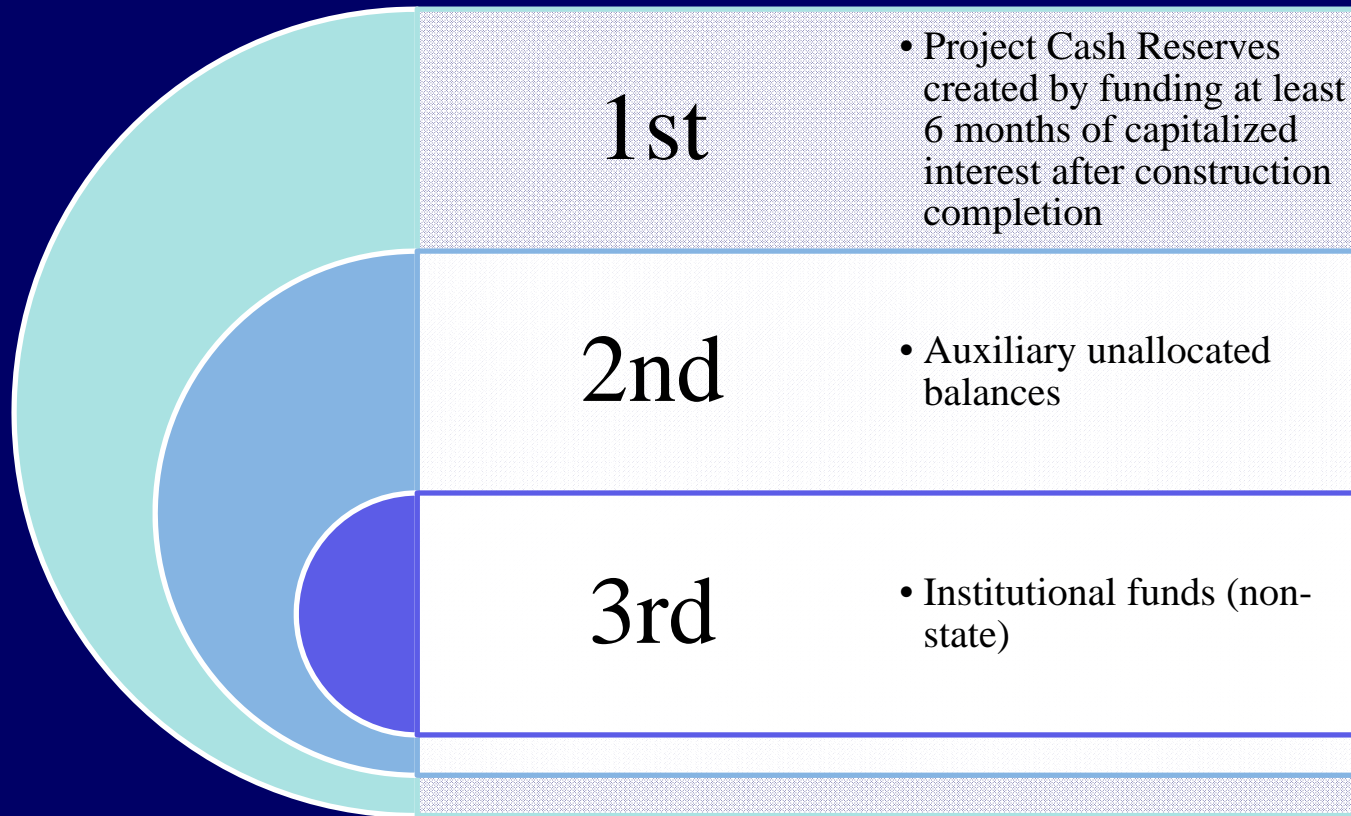 1st
• Project Cash Reserves
created by funding at least
6 months of capitalized
interest after construction
completion
2nd
• Auxiliary unallocated
balances
3rd
• Institutional funds (non-
state)